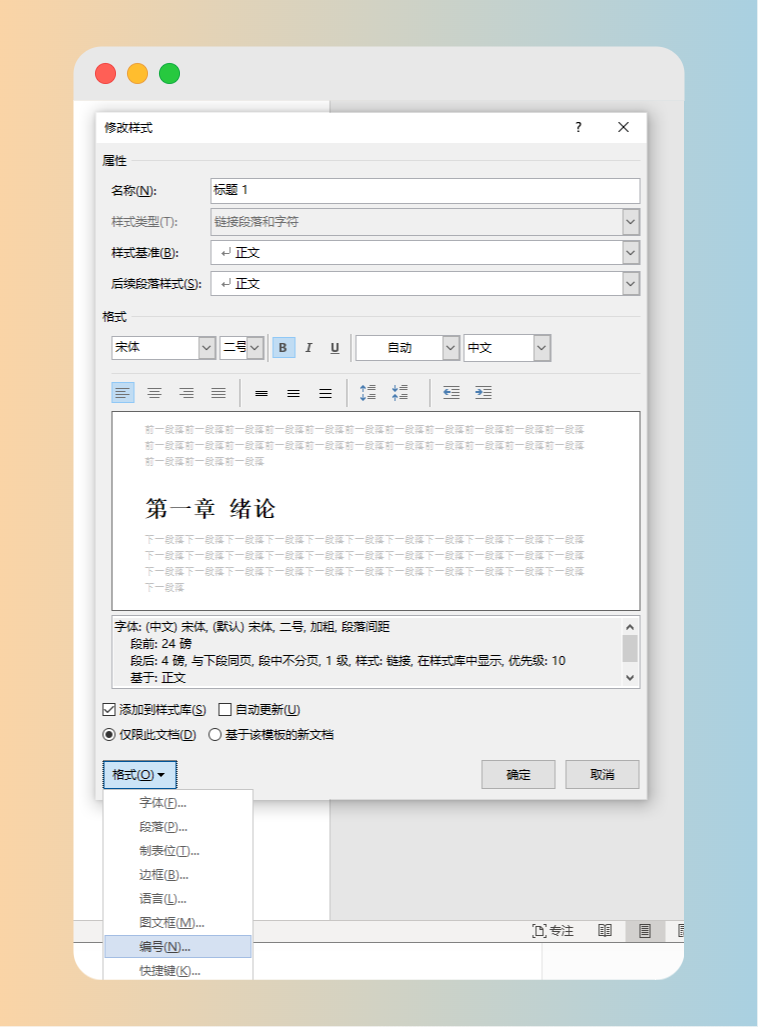 修改样式 ?
属性
名称(N): 标题 1
样式类型(T): 链接段落和字符
样式基准(B): 正文
后续段落样式(S): 正文
格式
宋体 二号 B I U 自动 中文
前一段落前一段落前一段落前一段落前一段落前一段落前一段落前一段落前一段落前一段落前一段落
前一段落前一段落前一段落前一段落前一段落前一段落前一段落前一段落前一段落前一段落前一段落
前一段落前一段落前一段落
第一章 绪论
下一段落下一段落下一段落下一段落下一段落下一段落下一段落下一段落下一段落下一段落下一段落
下一段落下一段落下一段落下一段落下一段落下一段落下一段落下一段落下一段落下一段落下一段落
下一段落下一段落下一段落下一段落下一段落下一段落下一段落下一段落下一段落下一段落下一段落
下一段落
字体: (中文) 宋体, (默认) 宋体, 二号, 加粗, 段落间距
段前: 24 磅
段后: 4 磅, 与下段同页, 段中不分页, 1 级, 样式: 链接, 在样式库中显示, 优先级: 10
基于: 正文
添加到样式库(S) 自动更新(U)
仅限此文档(D) 基于该模板的新文档
格式(O) 确定 取消
字体(F)...
段落(P)...
制表位(T)...
边框(B)...
语言(L)...
图文框(M)...
专注
编号(N)...
快捷键(K)...